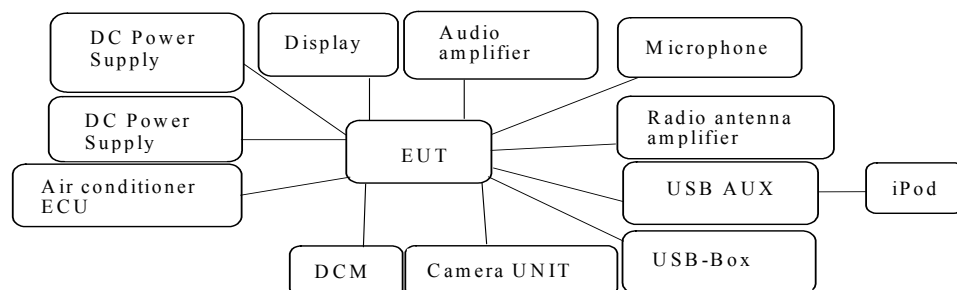 DC Power
Supply
Display
Audio
amplifier
Microphone
DC Power
Supply
EUT
Radio antenna
amplifier
Air conditioner
ECU
USB AUX
iPod
DCM
Camera UNIT
USB-Box